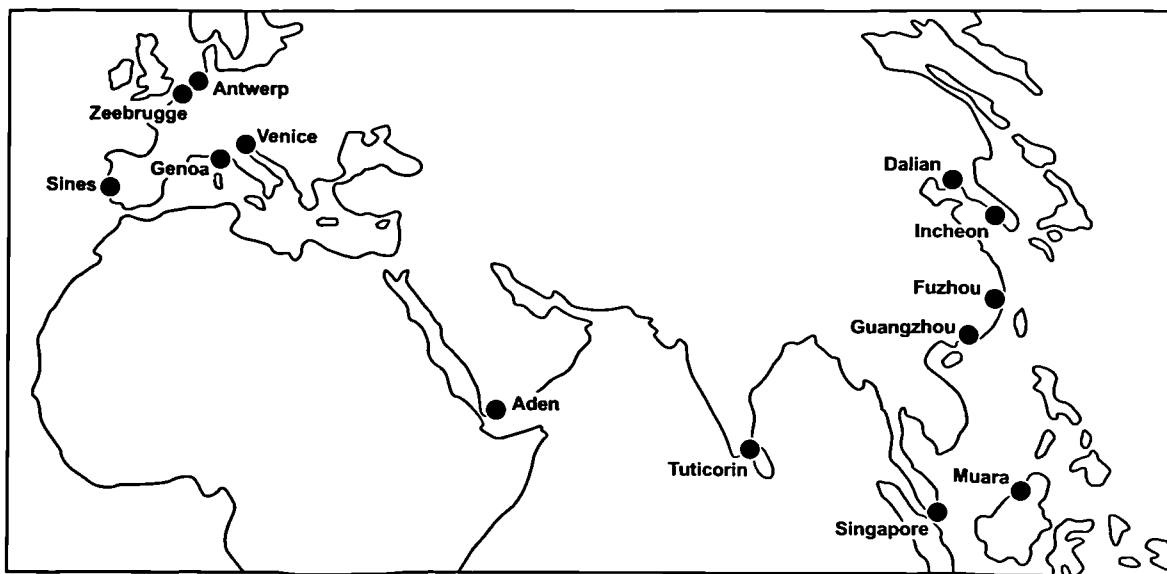 Antwerp
Zeebrugge
Venice
Genoa
Sines
Dalian
Incheon
Fuzhou
Guangzhou
Aden
Tuticorin
Muara
Singapore